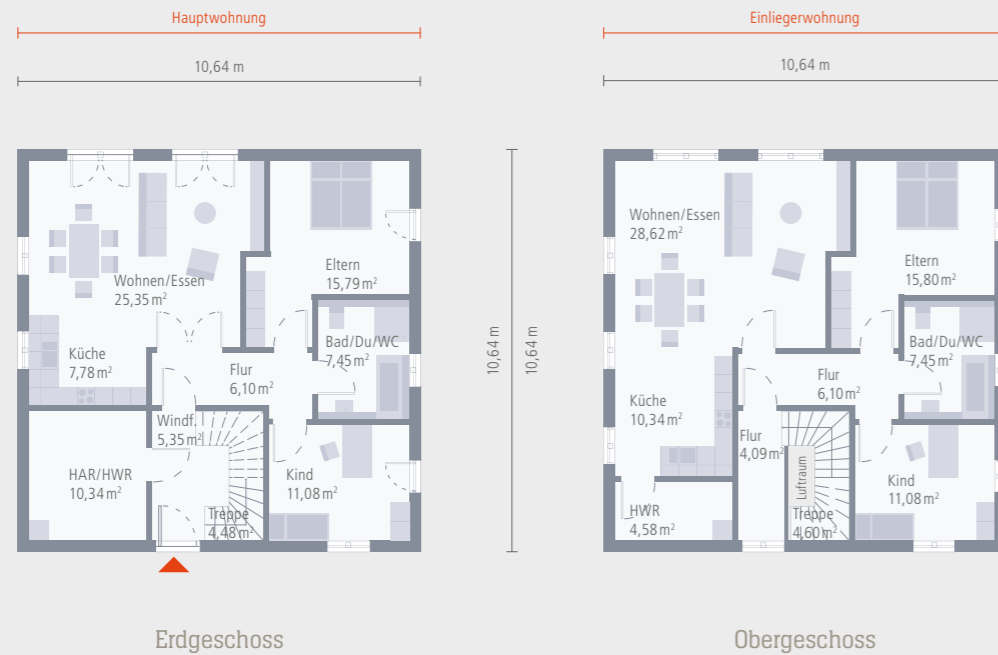 Hauptwohnung
10,64 m
Wohnen/Essen
25,35 m²
Eltern
15,79 m²
Küche
7,78 m²
Bad/Du/WC
7,45 m²
Flur
6,10 m²
Windf.
5,35 m²
HAR/HWR
10,34 m²
Kind
11,08 m²
Treppe
4,48 m²
10,64 m
Erdgeschoss
Einliegerwohnung
10,64 m
10,64 m
Wohnen/Essen
28,62 m²
Eltern
15,80 m²
Bad/Du/WC
7,45 m²
Flur
6,10 m²
Küche
10,34 m²
Flur
4,09 m²
Luftraum
Kind
11,08 m²
HWR
4,58 m²
Treppe
4,60 m²
Obergeschoss